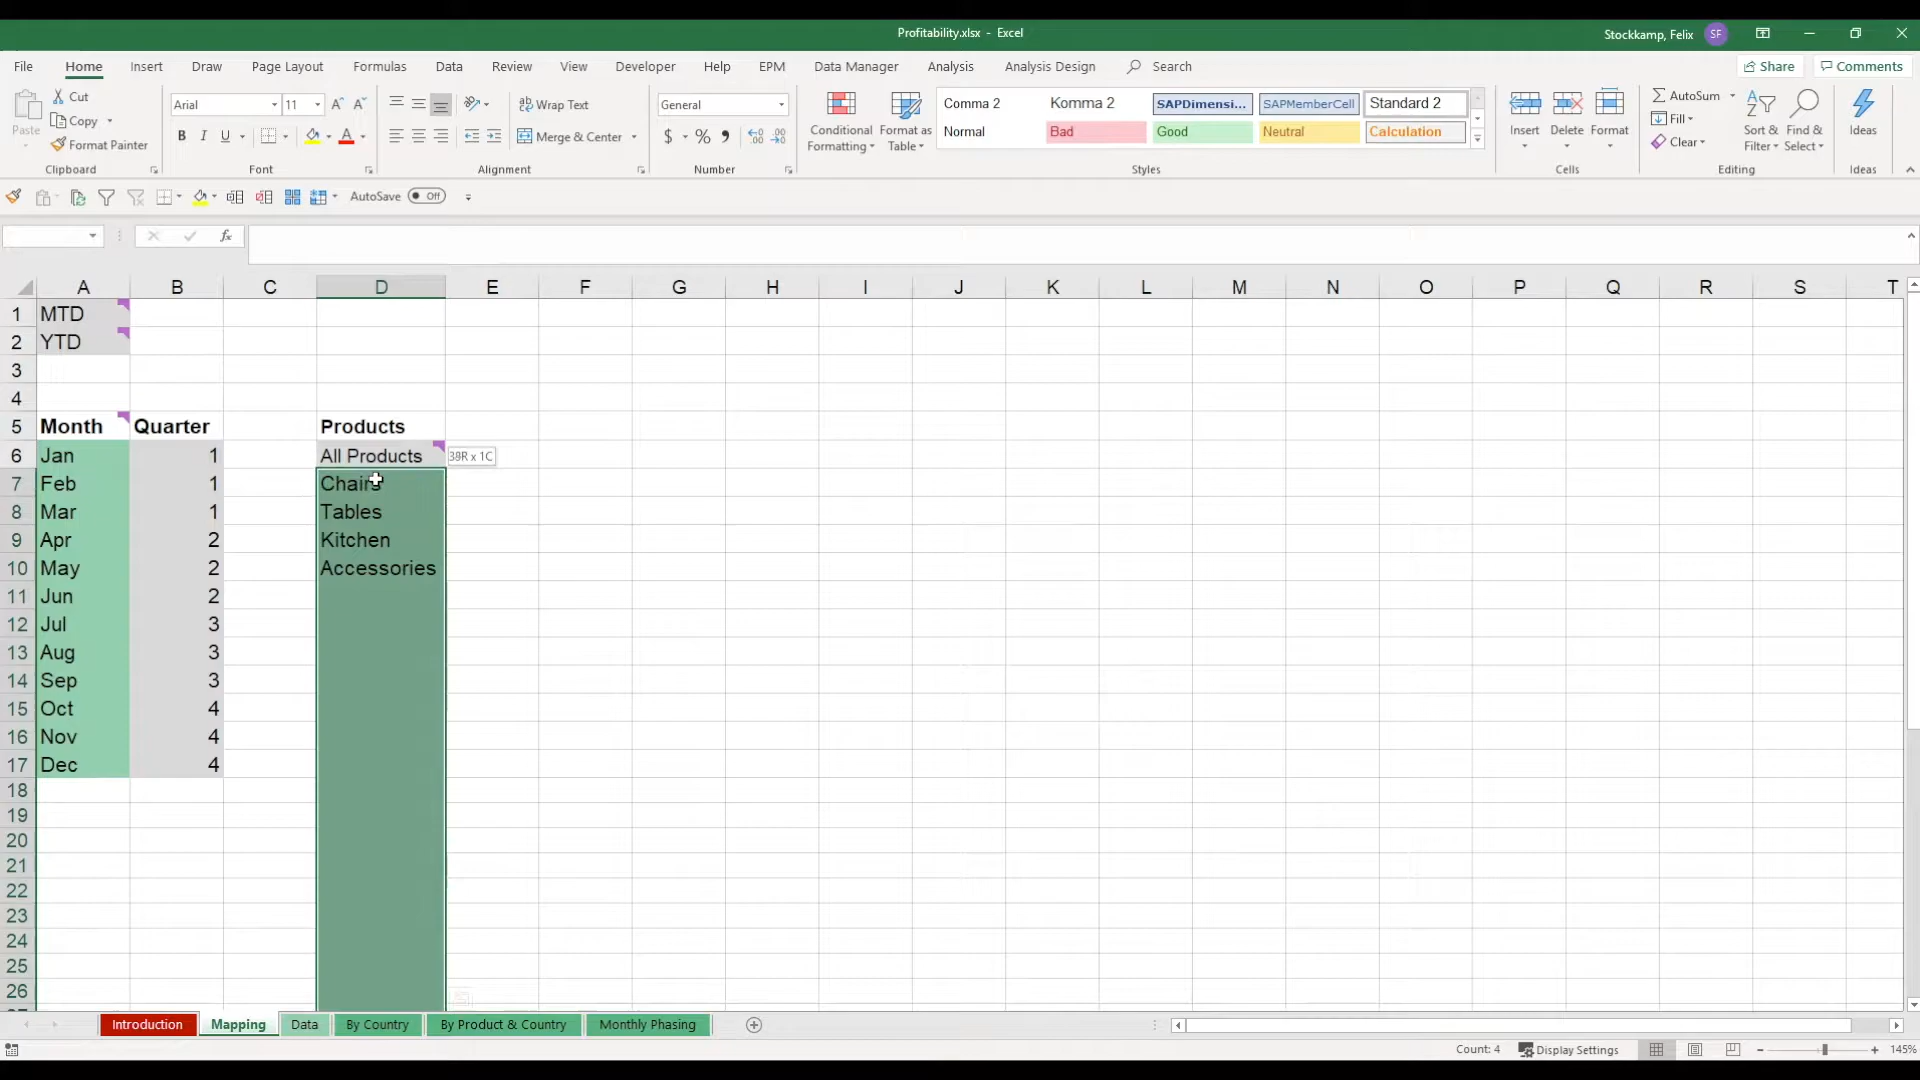 Profitability.xlsx - Excel
Stockkamp, Felix SF
File Home Insert Draw Page Layout Formulas Data Review View Developer Help EPM Data Manager Analysis Analysis Design Search Share Comments
Paste Cut Copy Format Painter
Clipboard
Arial 11
B I U
Font
Wrap Text
Merge & Center
Alignment
General
$ %
Number
Conditional Formatting
Format as Table
Comma 2 Komma 2 SAPDimensi... SAPMemberCell Standard 2
Normal Bad Good Neutral Calculation
Styles
Insert Delete Format
Cells
AutoSum
Fill
Clear
Sort & Filter
Find & Select
Editing
Ideas
Ideas
AutoSave Off
fx
A B C D E F G H I J K L M N O P Q R S T
1 MTD
2 YTD
3
4
5 Month Quarter Products
6 Jan 1 All Products 38R x 1C
7 Feb 1 Chairs
8 Mar 1 Tables
9 Apr 2 Kitchen
10 May 2 Accessories
11 Jun 2
12 Jul 3
13 Aug 3
14 Sep 3
15 Oct 4
16 Nov 4
17 Dec 4
18
19
20
21
22
23
24
25
26
Introduction Mapping Data By Country By Product & Country Monthly Phasing
Count: 4 Display Settings 145%